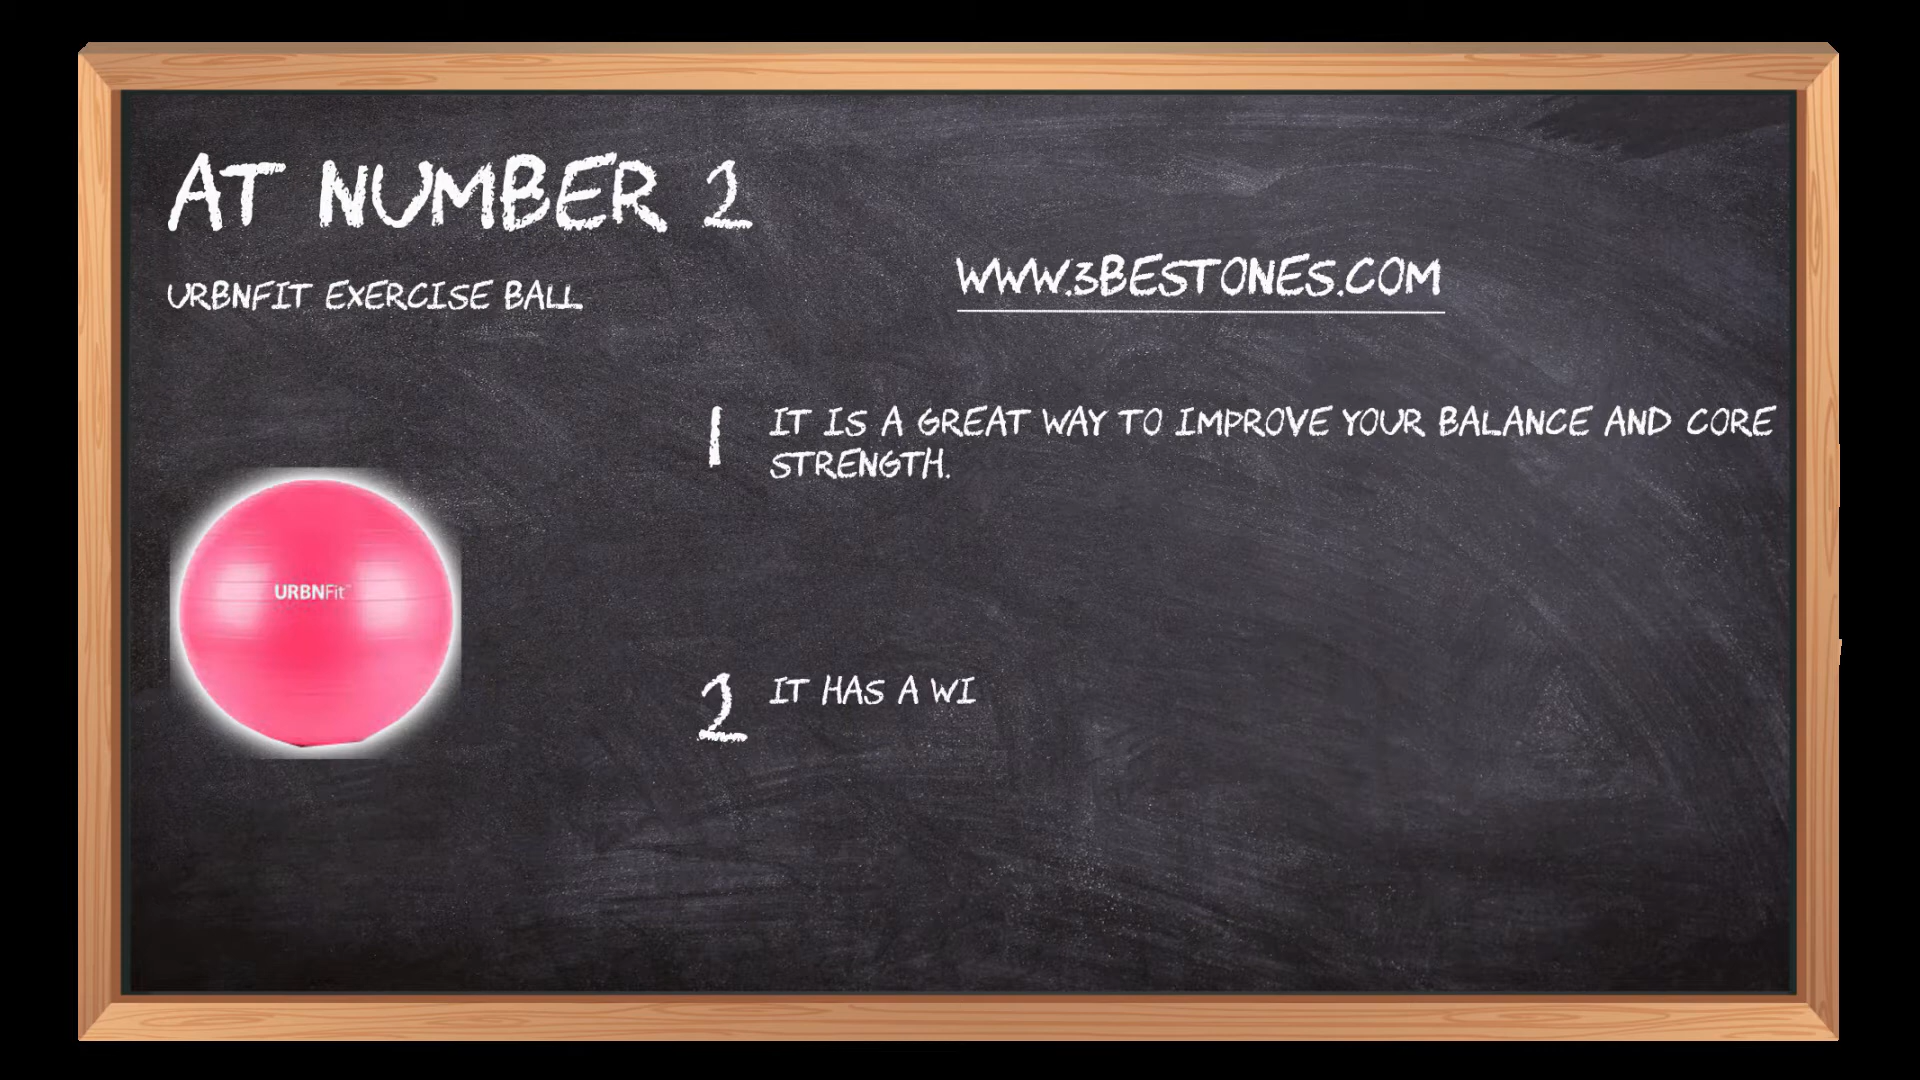 AT NUMBER 2
URBNFIT EXERCISE BALL
WWW.3BESTONES.COM
1
IT IS A GREAT WAY TO IMPROVE YOUR BALANCE AND CORE
STRENGTH.
URBNFit™
2
IT HAS A WI